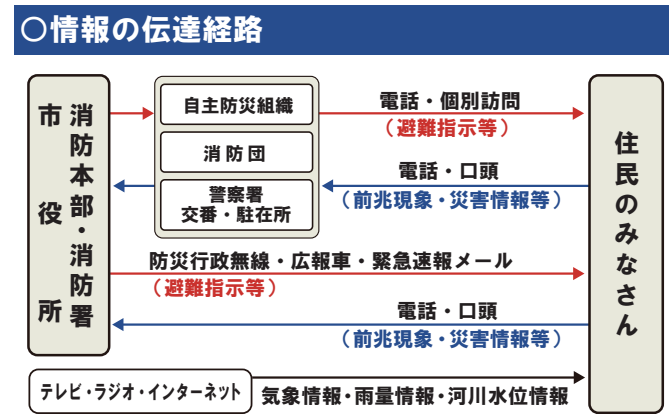 ○情報の伝達経路
市役所
消防本部・消防署
自主防災組織
消防団
警察署
交番・駐在所
電話・個別訪問
（避難指示等）
電話・口頭
（前兆現象・災害情報等）
防災行政無線・広報車・緊急速報メール
（避難指示等）
電話・口頭
（前兆現象・災害情報等）
住民のみなさん
テレビ・ラジオ・インターネット
気象情報・雨量情報・河川水位情報